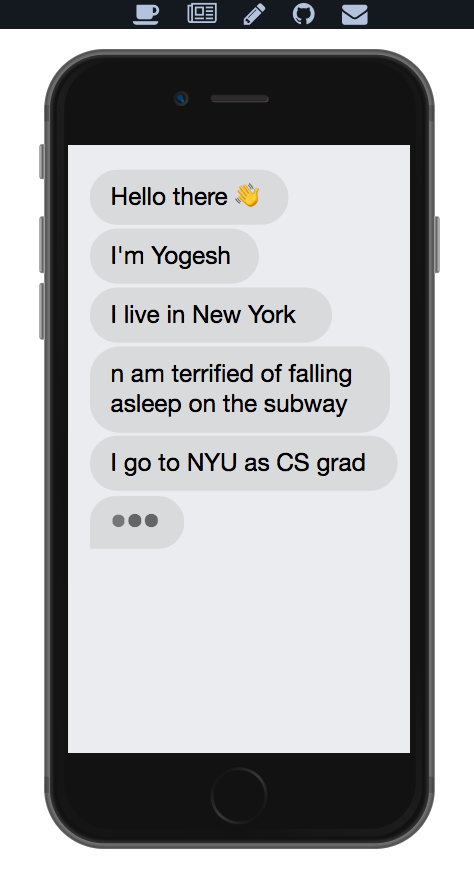 Hello there 👋
I'm Yogesh
I live in New York
n am terrified of falling
asleep on the subway
I go to NYU as CS grad